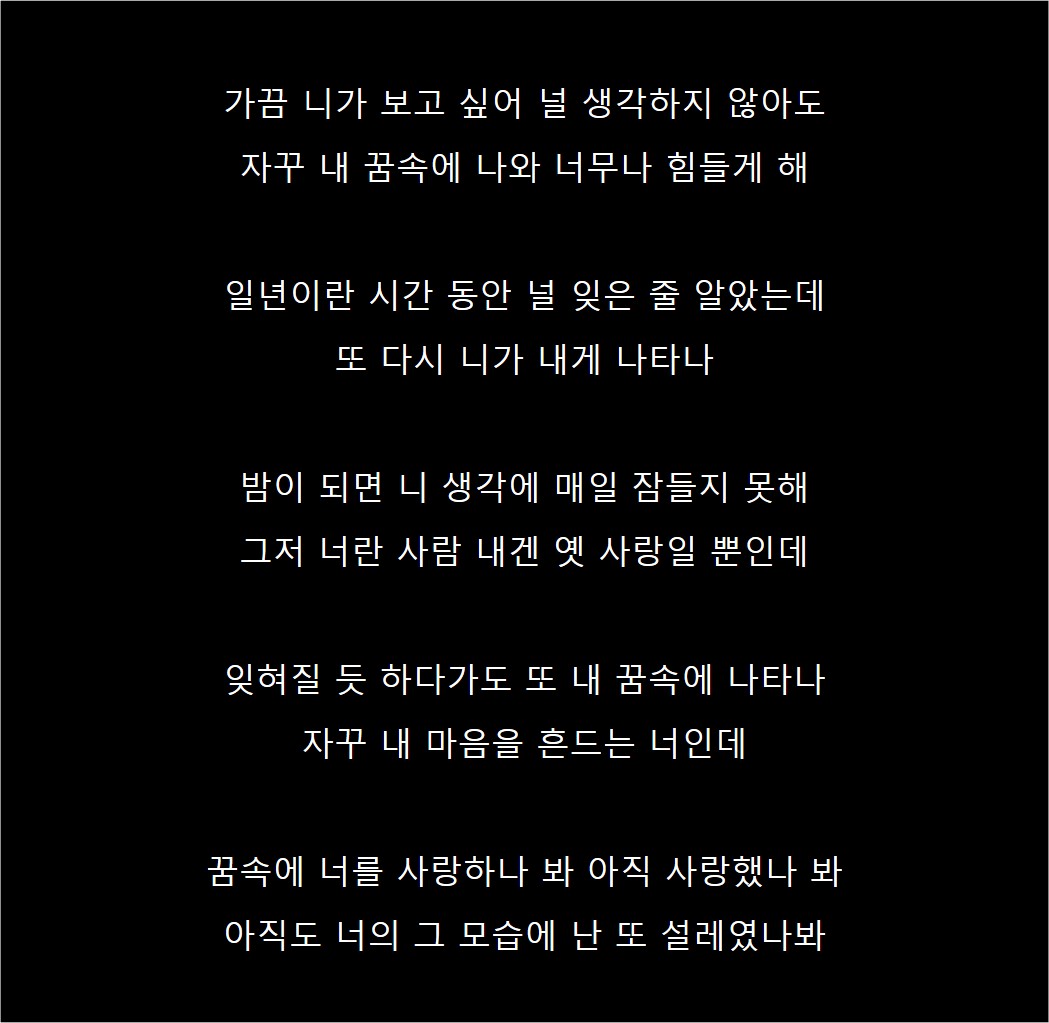 가끔 니가 보고 싶어 널 생각하지 않아도
자꾸 내 꿈속에 나와 너무나 힘들게 해
일년이란 시간 동안 널 잊은 줄 알았는데
또 다시 니가 내게 나타나
밤이 되면 니 생각에 매일 잠들지 못해
그저 너란 사람 내겐 옛 사랑일 뿐인데
잊혀질 듯 하다가도 또 내 꿈속에 나타나
자꾸 내 마음을 흔드는 너인데
꿈속에 너를 사랑하나 봐 아직 사랑했나 봐
아직도 너의 그 모습에 난 또 설레였나봐